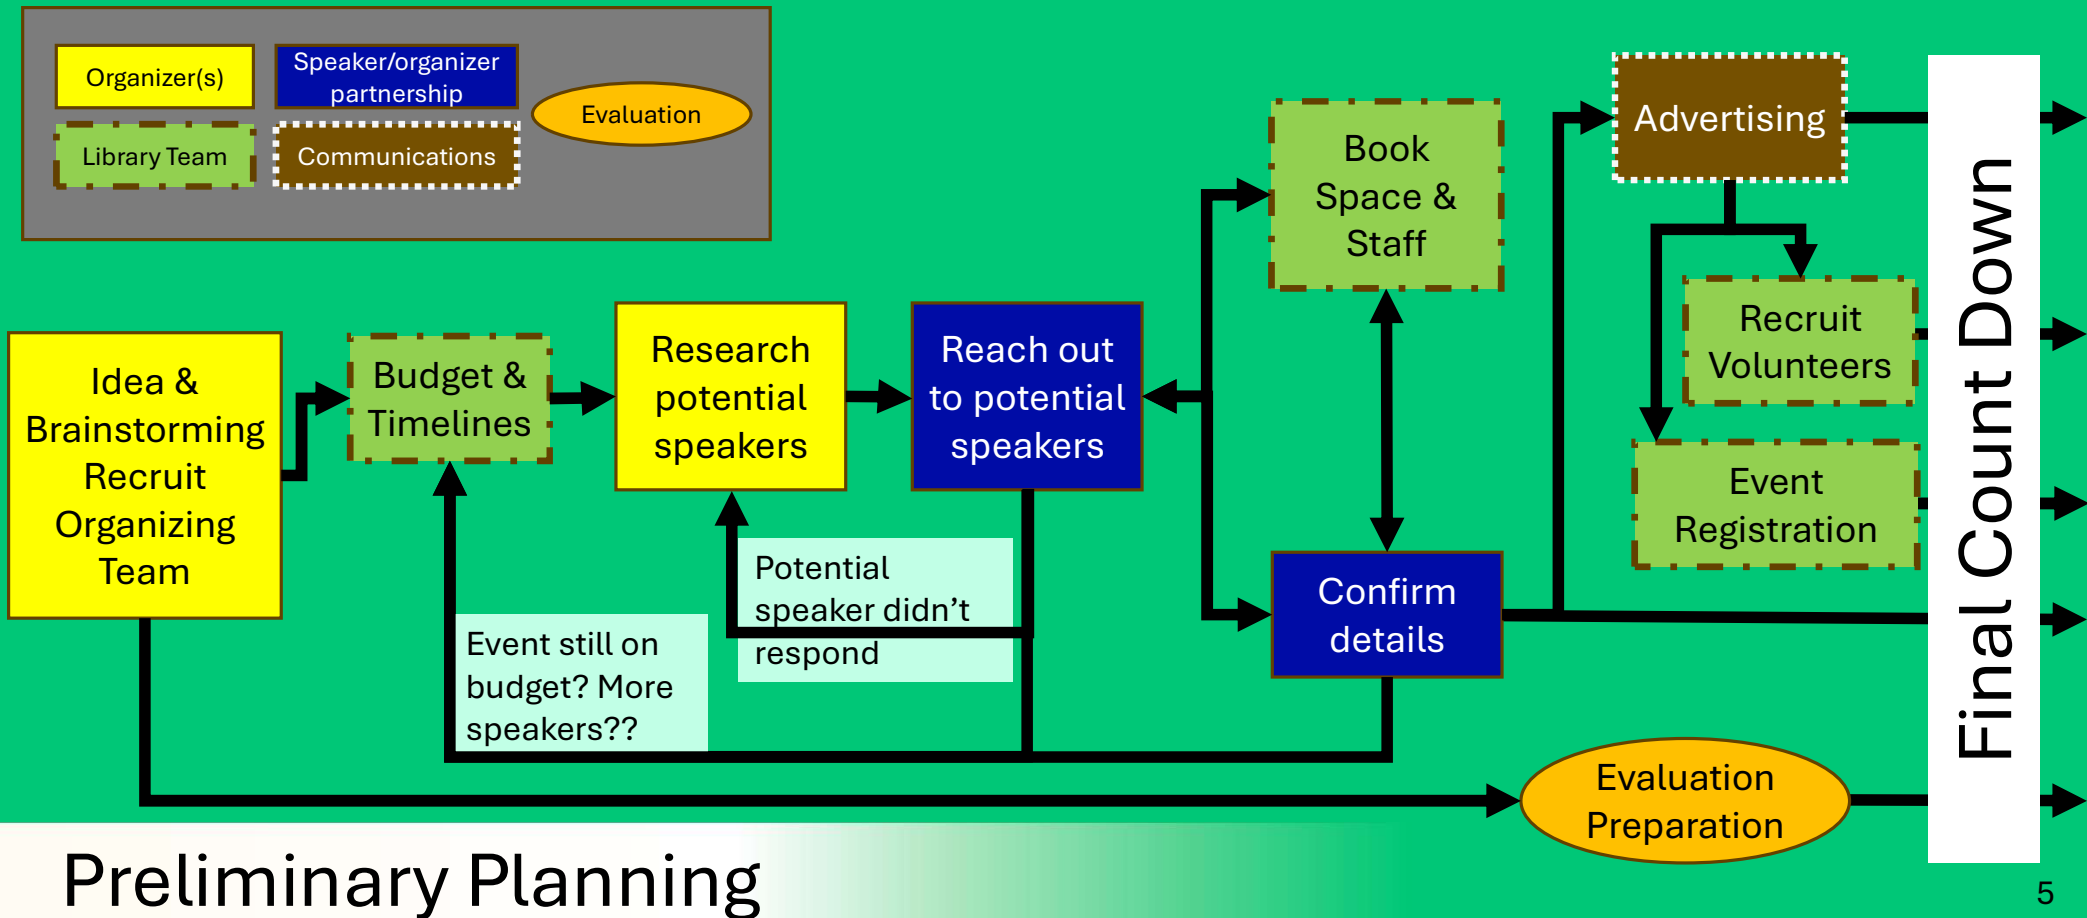 Organizer(s)
Speaker/organizer
partnership
Evaluation
Library Team
Communications
Idea &
Brainstorming
Recruit
Organizing
Team
Budget &
Timelines
Research
potential
speakers
Reach out
to potential
speakers
Book
Space &
Staff
Confirm
details
Advertising
Recruit
Volunteers
Event
Registration
Potential
speaker didn’t
respond
Event still on
budget? More
speakers??
Evaluation
Preparation
Final Count Down
Preliminary Planning
5